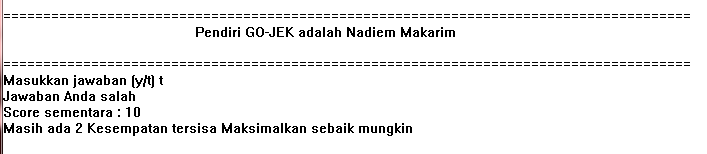 ======================================================================================
Pendiri GO-JEK adalah Nadiem Makarim
======================================================================================
Masukkan jawaban (y/t) t
Jawaban Anda salah
Score sementara : 10
Masih ada 2 Kesempatan tersisa Maksimalkan sebaik mungkin